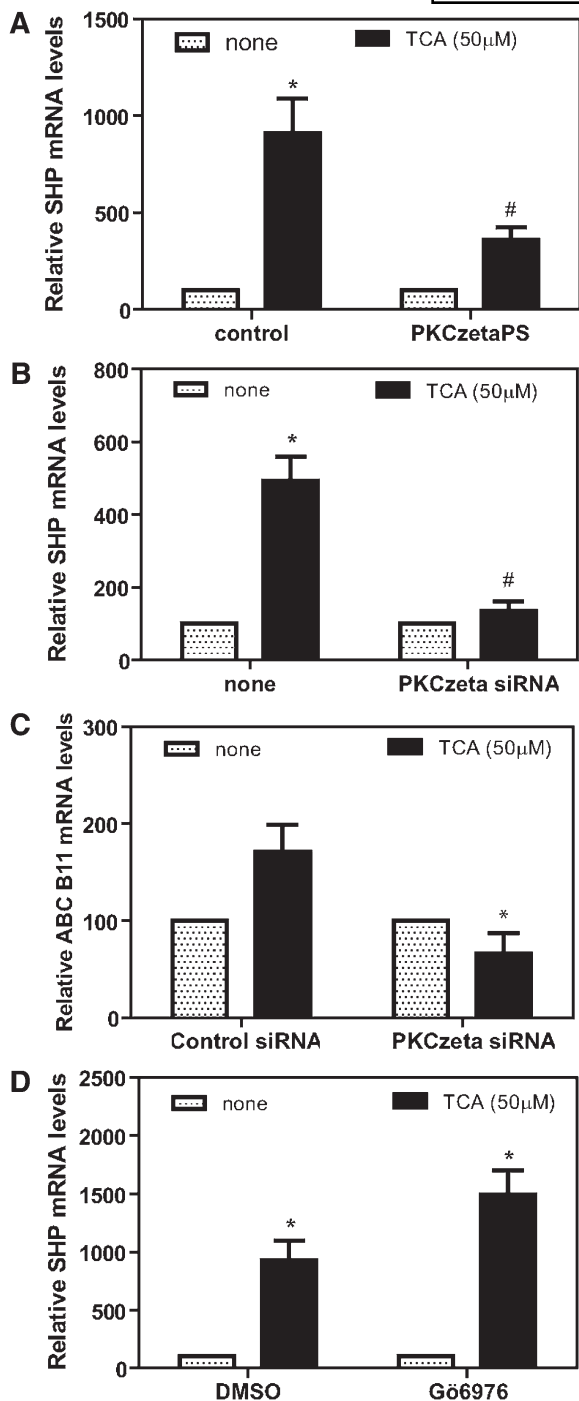 A
Relative SHP mRNA levels
1500
1000
500
0
none
TCA (50μM)
*
#
control
PKCzetaPS
B
Relative SHP mRNA levels
800
600
400
200
0
none
TCA (50μM)
*
#
none
PKCzeta siRNA
C
Relative ABC B11 mRNA levels
300
200
100
0
none
TCA (50μM)
*
Control siRNA
PKCzeta siRNA
D
Relative SHP mRNA levels
2500
2000
1500
1000
500
0
none
TCA (50μM)
*
*
DMSO
Gö6976